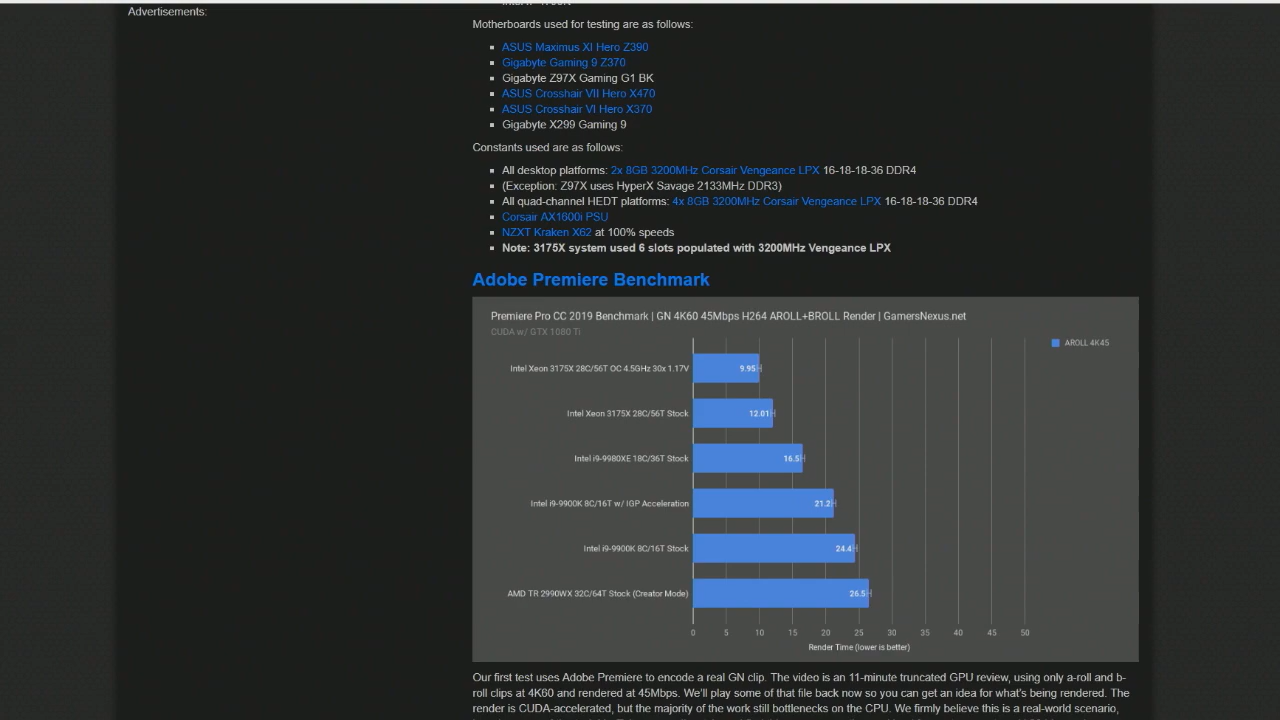 Advertisements:
Motherboards used for testing are as follows:
ASUS Maximus XI Hero Z390
Gigabyte Gaming 9 Z370
Gigabyte Z97X Gaming G1 BK
ASUS Crosshair VII Hero X470
ASUS Crosshair VI Hero X370
Gigabyte X299 Gaming 9
Constants used are as follows:
All desktop platforms: 2x 8GB 3200MHz Corsair Vengeance LPX 16-18-18-36 DDR4
(Exception: Z97X uses HyperX Savage 2133MHz DDR3)
All quad-channel HEDT platforms: 4x 8GB 3200MHz Corsair Vengeance LPX 16-18-18-36 DDR4
Corsair AX1600i PSU
NZXT Kraken X62 at 100% speeds
Note: 3175X system used 6 slots populated with 3200MHz Vengeance LPX
Adobe Premiere Benchmark
Premiere Pro CC 2019 Benchmark | GN 4K60 45Mbps H264 AROLL+BROLL Render | GamersNexus.net
CUDA w/ GTX 1080 Ti
AROLL 4K45
Intel Xeon 3175X 28C/56T OC 4.5GHz 30x 1.17V 9.95
Intel Xeon 3175X 28C/56T Stock 12.01
Intel i9-9980XE 18C/36T Stock 16.5
Intel i9-9900K 8C/16T w/ IGP Acceleration 21.2
Intel i9-9900K 8C/16T Stock 24.4
AMD TR 2990WX 32C/64T Stock (Creator Mode) 26.5
0 5 10 15 20 25 30 35 40 45 50
Render Time (lower is better)
Our first test uses Adobe Premiere to encode a real GN clip. The video is an 11-minute truncated GPU review, using only a-roll and b-
roll clips at 4K60 and rendered at 45Mbps. We'll play some of that file back now so you can get an idea for what's being rendered. The
render is CUDA-accelerated, but the majority of the work still bottlenecks on the CPU. We firmly believe this is a real-world scenario,